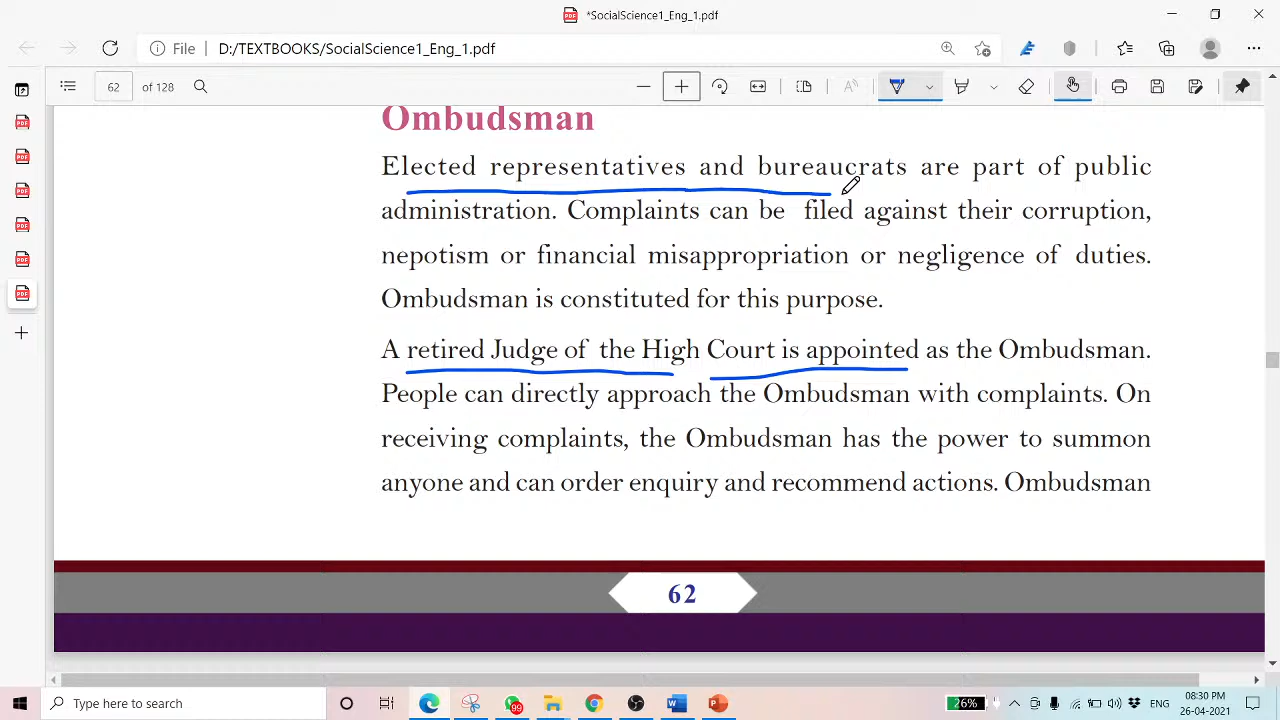 *SocialScience1_Eng_1.pdf
File D:/TEXTBOOKS/SocialScience1_Eng_1.pdf
62 of 128
Ombudsman
Elected representatives and bureaucrats are part of public
administration. Complaints can be filed against their corruption,
nepotism or financial misappropriation or negligence of duties.
Ombudsman is constituted for this purpose.
A retired Judge of the High Court is appointed as the Ombudsman.
People can directly approach the Ombudsman with complaints. On
receiving complaints, the Ombudsman has the power to summon
anyone and can order enquiry and recommend actions. Ombudsman
62
Type here to search
99
26%
ENG
08:30 PM
26-04-2021